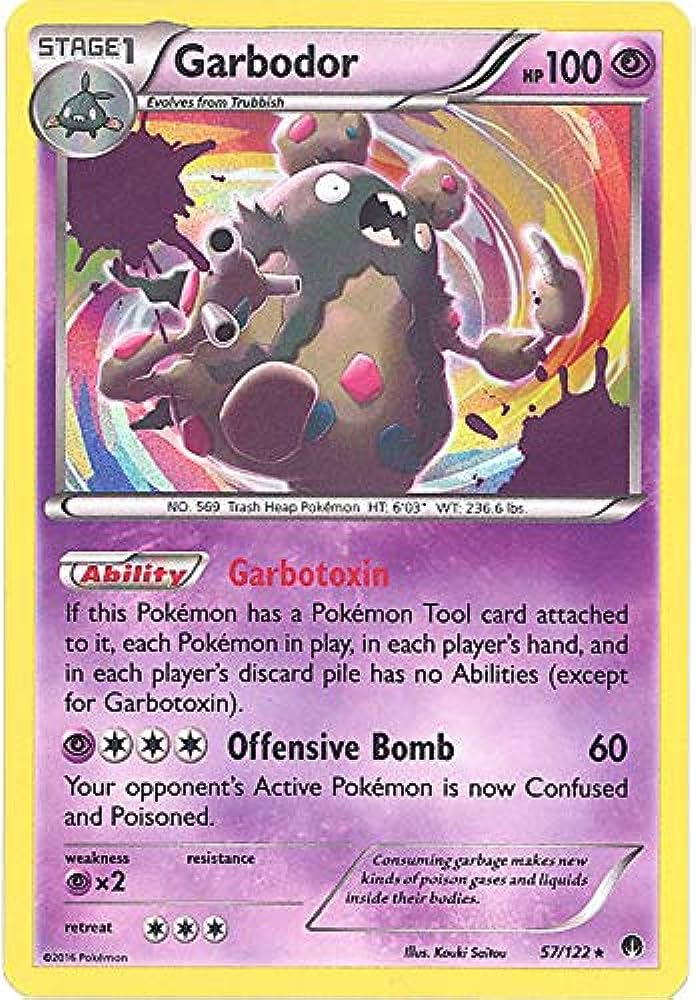 STAGE1
Garbodor
HP100
Evolves from Trubbish
NO. 569 Trash Heap Pokémon HT: 6'03" WT: 236.6 lbs.
Ability Garbotoxin
If this Pokémon has a Pokémon Tool card attached
to it, each Pokémon in play, in each player's hand, and
in each player's discard pile has no Abilities (except
for Garbotoxin).
Offensive Bomb 60
Your opponent's Active Pokémon is now Confused
and Poisoned.
weakness resistance
×2
Consuming garbage makes new
kinds of poison gases and liquids
inside their bodies.
retreat
©2016 Pokémon
Illus. Kouki Saitou
57/122 ★